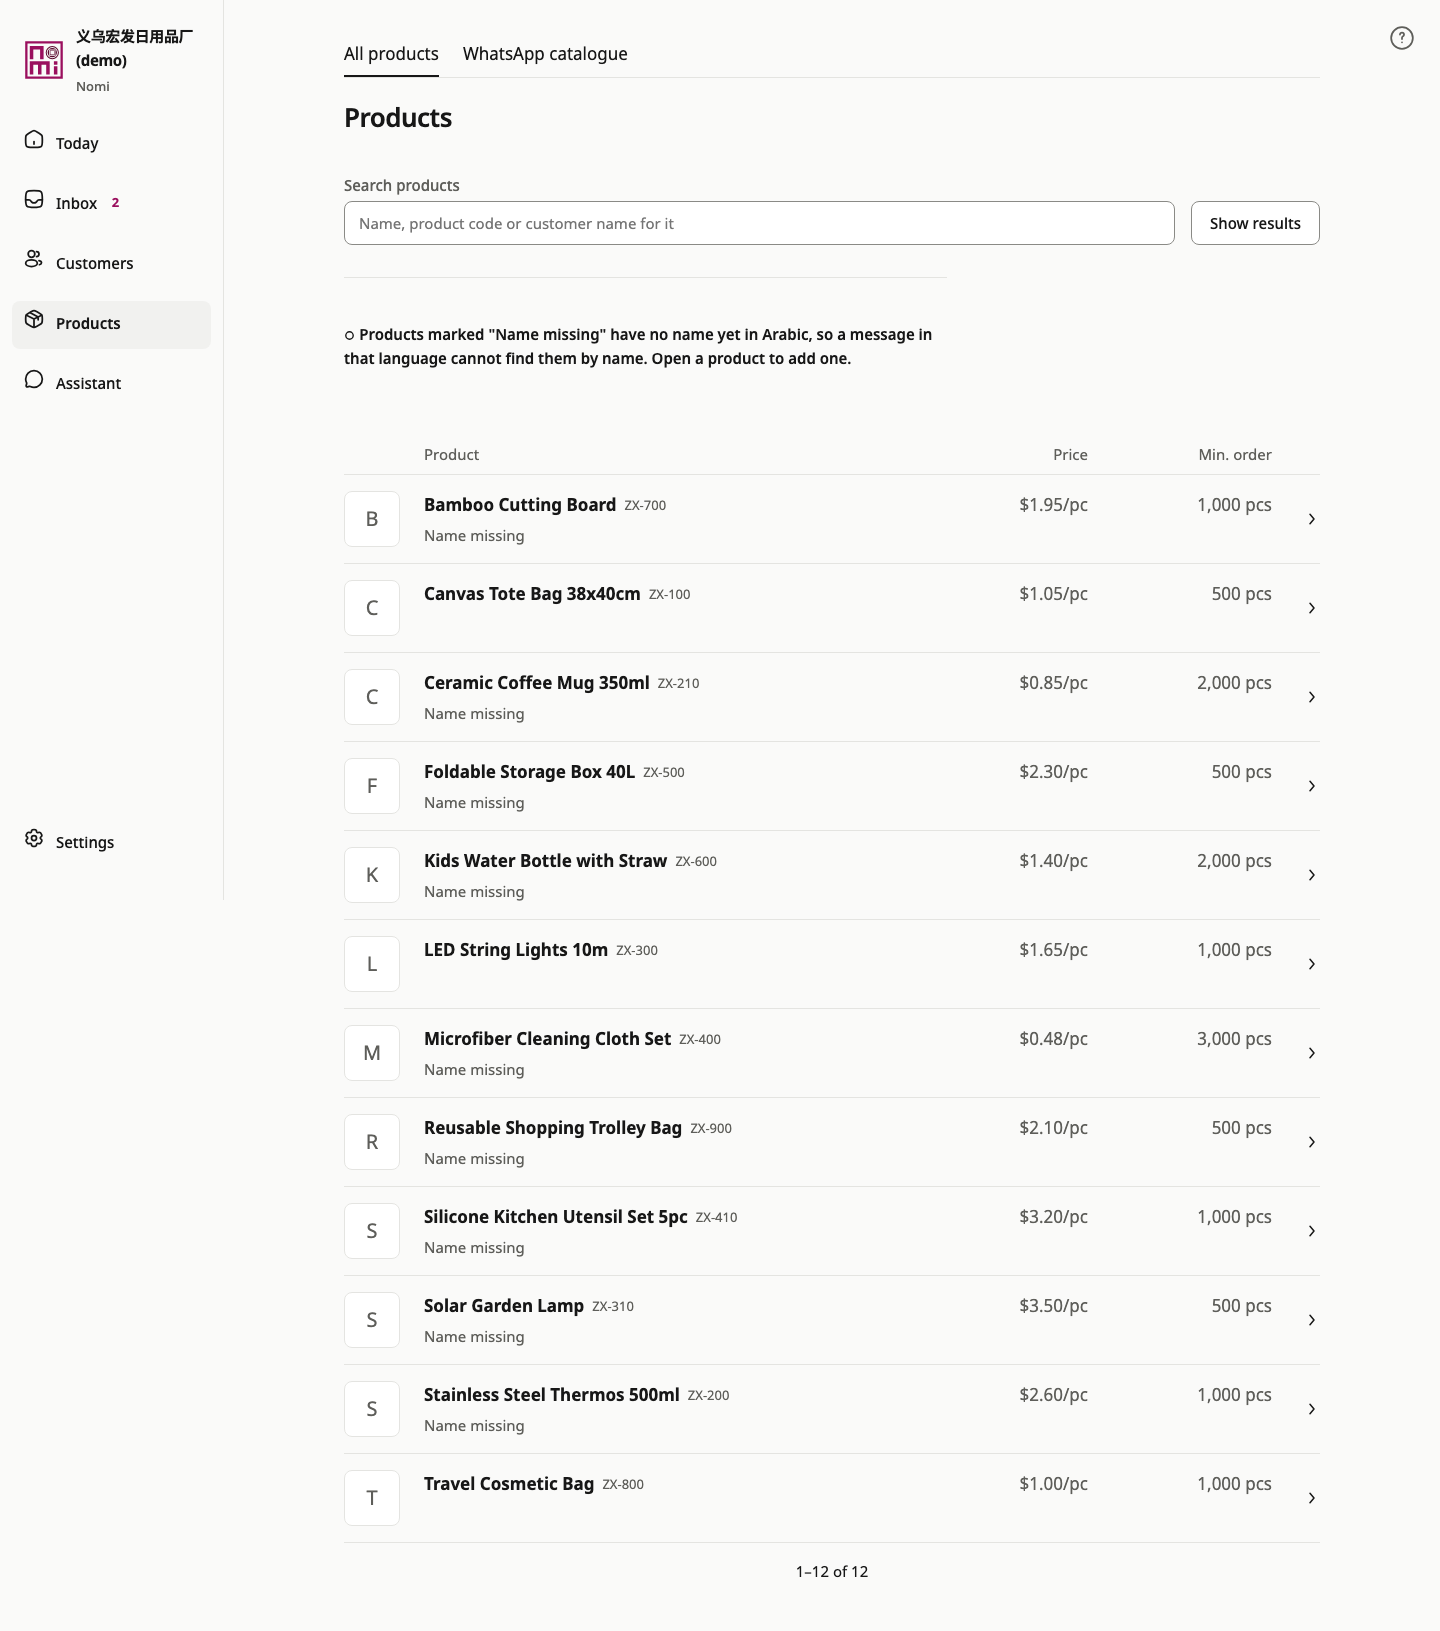 nomi
义乌宏发日用品厂
(demo)
Nomi
Today
Inbox 2
Customers
Products
Assistant
Settings
All products WhatsApp catalogue
Products
Search products
Name, product code or customer name for it
Show results
Products marked "Name missing" have no name yet in Arabic, so a message in
that language cannot find them by name. Open a product to add one.
Product Price Min. order
B Bamboo Cutting Board ZX-700 $1.95/pc 1,000 pcs
Name missing
C Canvas Tote Bag 38x40cm ZX-100 $1.05/pc 500 pcs
C Ceramic Coffee Mug 350ml ZX-210 $0.85/pc 2,000 pcs
Name missing
F Foldable Storage Box 40L ZX-500 $2.30/pc 500 pcs
Name missing
K Kids Water Bottle with Straw ZX-600 $1.40/pc 2,000 pcs
Name missing
L LED String Lights 10m ZX-300 $1.65/pc 1,000 pcs
M Microfiber Cleaning Cloth Set ZX-400 $0.48/pc 3,000 pcs
Name missing
R Reusable Shopping Trolley Bag ZX-900 $2.10/pc 500 pcs
Name missing
S Silicone Kitchen Utensil Set 5pc ZX-410 $3.20/pc 1,000 pcs
Name missing
S Solar Garden Lamp ZX-310 $3.50/pc 500 pcs
Name missing
S Stainless Steel Thermos 500ml ZX-200 $2.60/pc 1,000 pcs
Name missing
T Travel Cosmetic Bag ZX-800 $1.00/pc 1,000 pcs
1–12 of 12